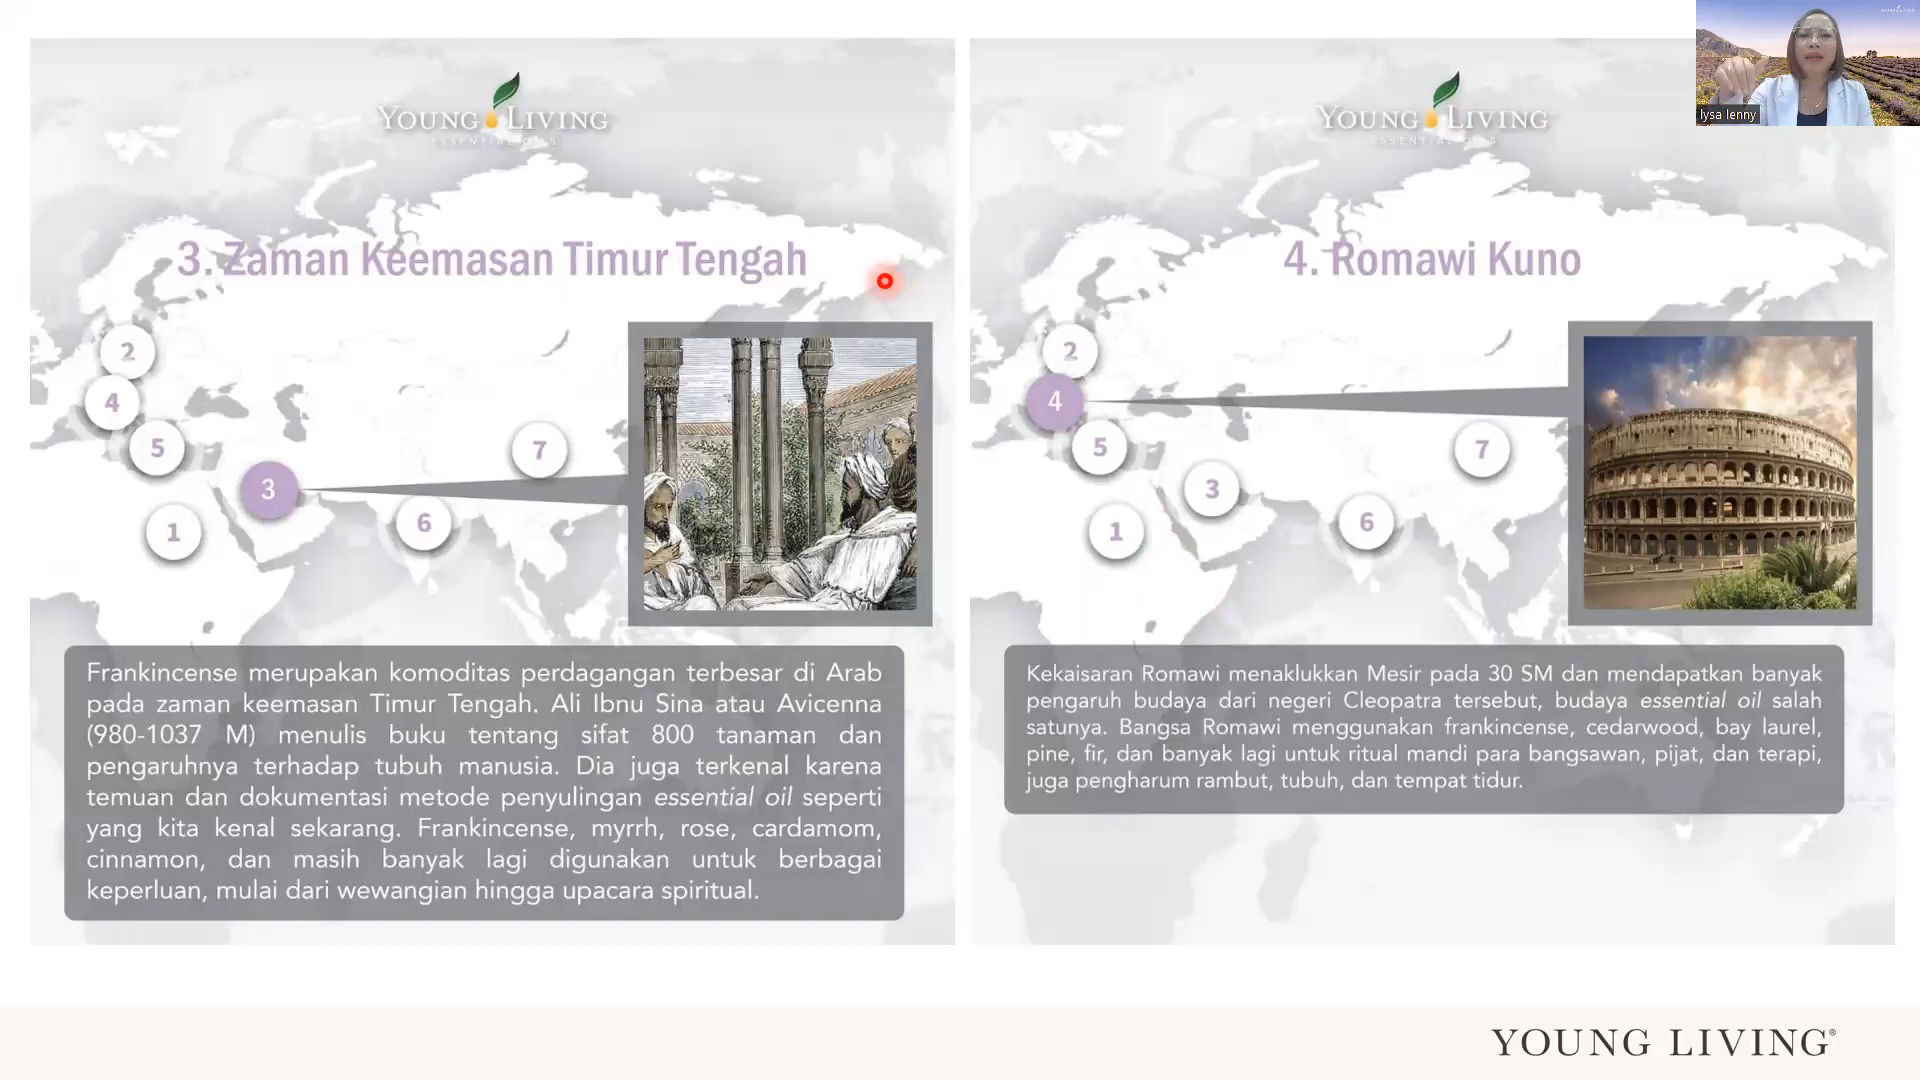 YOUNG LIVING
ESSENTIAL OILS
3. Zaman Keemasan Timur Tengah
2
4
5
7
3
6
1
Frankincense merupakan komoditas perdagangan terbesar di Arab
pada zaman keemasan Timur Tengah. Ali Ibnu Sina atau Avicenna
(980-1037 M) menulis buku tentang sifat 800 tanaman dan
pengaruhnya terhadap tubuh manusia. Dia juga terkenal karena
temuan dan dokumentasi metode penyulingan essential oil seperti
yang kita kenal sekarang. Frankincense, myrrh, rose, cardamom,
cinnamon, dan masih banyak lagi digunakan untuk berbagai
keperluan, mulai dari wewangian hingga upacara spiritual.
YOUNG LIVING
ESSENTIAL OILS
4. Romawi Kuno
2
4
5
7
3
6
1
Kekaisaran Romawi menaklukkan Mesir pada 30 SM dan mendapatkan banyak
pengaruh budaya dari negeri Cleopatra tersebut, budaya essential oil salah
satunya. Bangsa Romawi menggunakan frankincense, cedarwood, bay laurel,
pine, fir, dan banyak lagi untuk ritual mandi para bangsawan, pijat, dan terapi,
juga pengharum rambut, tubuh, dan tempat tidur.
lysa lenny
YOUNG LIVING®